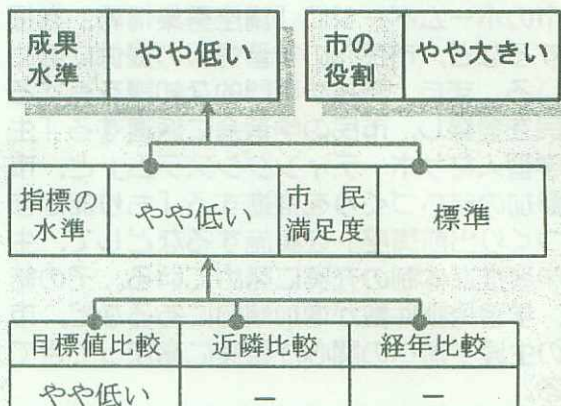 成果水準 やや低い 市の役割 やや大きい
指標の水準 やや低い 市民満足度 標準
目標値比較 近隣比較 経年比較
やや低い － －